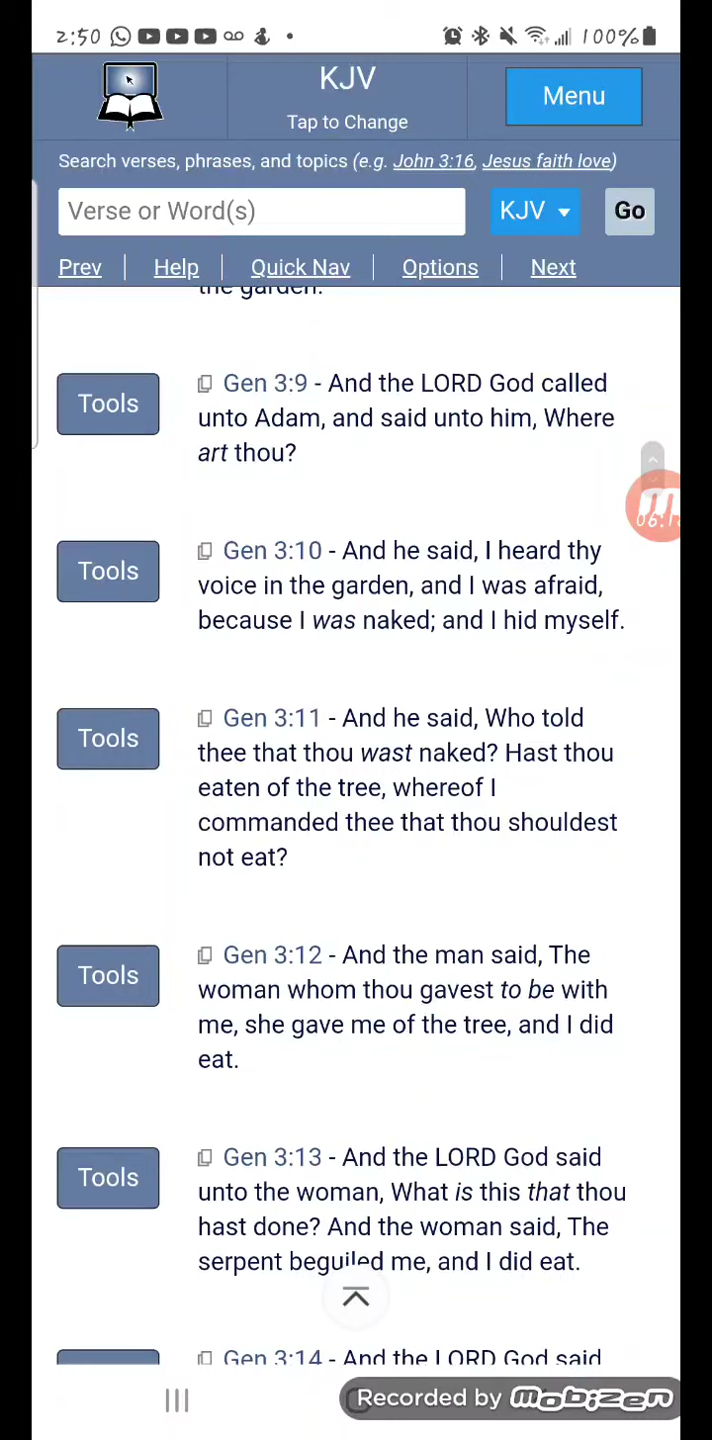 2:50 100%
KJV
Tap to Change
Menu
Search verses, phrases, and topics (e.g. John 3:16, Jesus faith love)
Verse or Word(s)
KJV
Go
Prev | Help | Quick Nav | Options | Next
the garden.
Tools
Gen 3:9 - And the LORD God called
unto Adam, and said unto him, Where
art thou?
Tools
Gen 3:10 - And he said, I heard thy
voice in the garden, and I was afraid,
because I was naked; and I hid myself.
Tools
Gen 3:11 - And he said, Who told
thee that thou wast naked? Hast thou
eaten of the tree, whereof I
commanded thee that thou shouldest
not eat?
Tools
Gen 3:12 - And the man said, The
woman whom thou gavest to be with
me, she gave me of the tree, and I did
eat.
Tools
Gen 3:13 - And the LORD God said
unto the woman, What is this that thou
hast done? And the woman said, The
serpent beguiled me, and I did eat.
Gen 3:14 - And the LORD God said
Recorded by mobizen